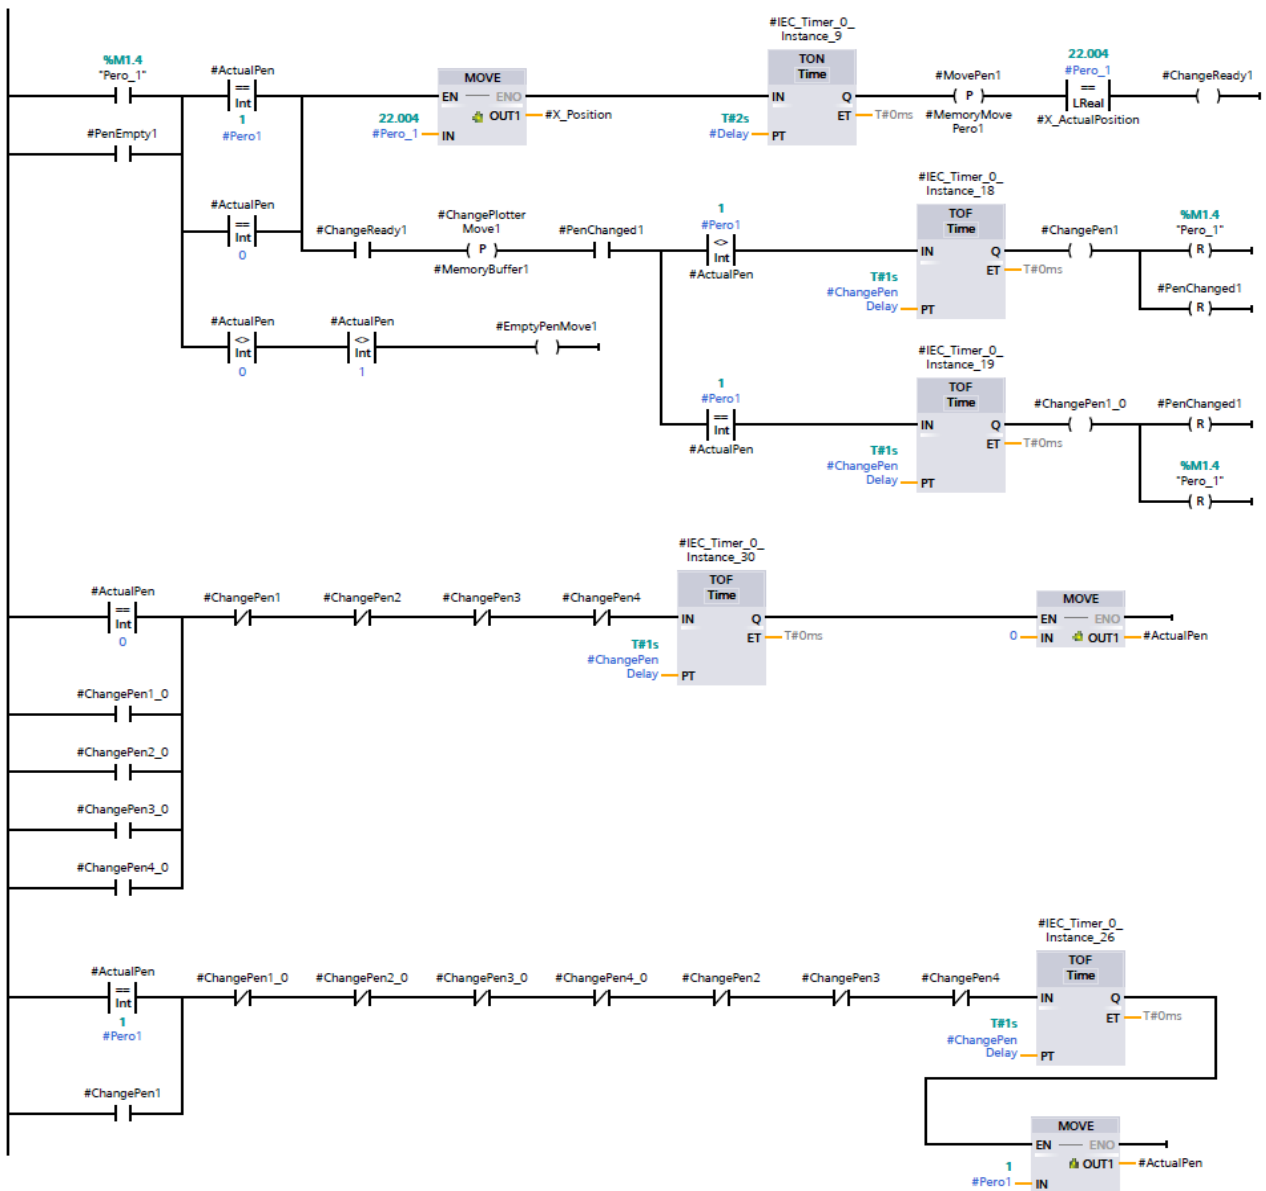 #IEC_Timer_0_
Instance_9
%M1.4
"Pero_1"
#ActualPen
==
Int
1
#Pero1
MOVE
EN
ENO
OUT1
#X_Position
22.004
#Pero_1
IN
TON
Time
IN
Q
ET
T#0ms
T#2s
#Delay
PT
#MovePen1
P
#MemoryMove
Pero1
22.004
#Pero_1
==
LReal
#X_ActualPosition
#ChangeReady1
#PenEmpty1
#ActualPen
==
Int
0
#ChangeReady1
#ChangePlotter
Move1
P
#MemoryBuffer1
#PenChanged1
1
#Pero1
<>
Int
#ActualPen
#IEC_Timer_0_
Instance_18
TOF
Time
IN
Q
ET
T#0ms
T#1s
#ChangePen
Delay
PT
#ChangePen1
%M1.4
"Pero_1"
R
#PenChanged1
R
#ActualPen
<>
Int
0
#ActualPen
<>
Int
1
#EmptyPenMove1
1
#Pero1
==
Int
#ActualPen
#IEC_Timer_0_
Instance_19
TOF
Time
IN
Q
ET
T#0ms
T#1s
#ChangePen
Delay
PT
#ChangePen1_0
#PenChanged1
R
%M1.4
"Pero_1"
R
#ActualPen
==
Int
0
#ChangePen1
#ChangePen2
#ChangePen3
#ChangePen4
#IEC_Timer_0_
Instance_30
TOF
Time
IN
Q
ET
T#0ms
T#1s
#ChangePen
Delay
PT
MOVE
EN
ENO
0
IN
OUT1
#ActualPen
#ChangePen1_0
#ChangePen2_0
#ChangePen3_0
#ChangePen4_0
#ActualPen
==
Int
1
#Pero1
#ChangePen1_0
#ChangePen2_0
#ChangePen3_0
#ChangePen4_0
#ChangePen2
#ChangePen3
#ChangePen4
#IEC_Timer_0_
Instance_26
TOF
Time
IN
Q
ET
T#0ms
T#1s
#ChangePen
Delay
PT
#ChangePen1
MOVE
EN
ENO
OUT1
#ActualPen
1
#Pero1
IN